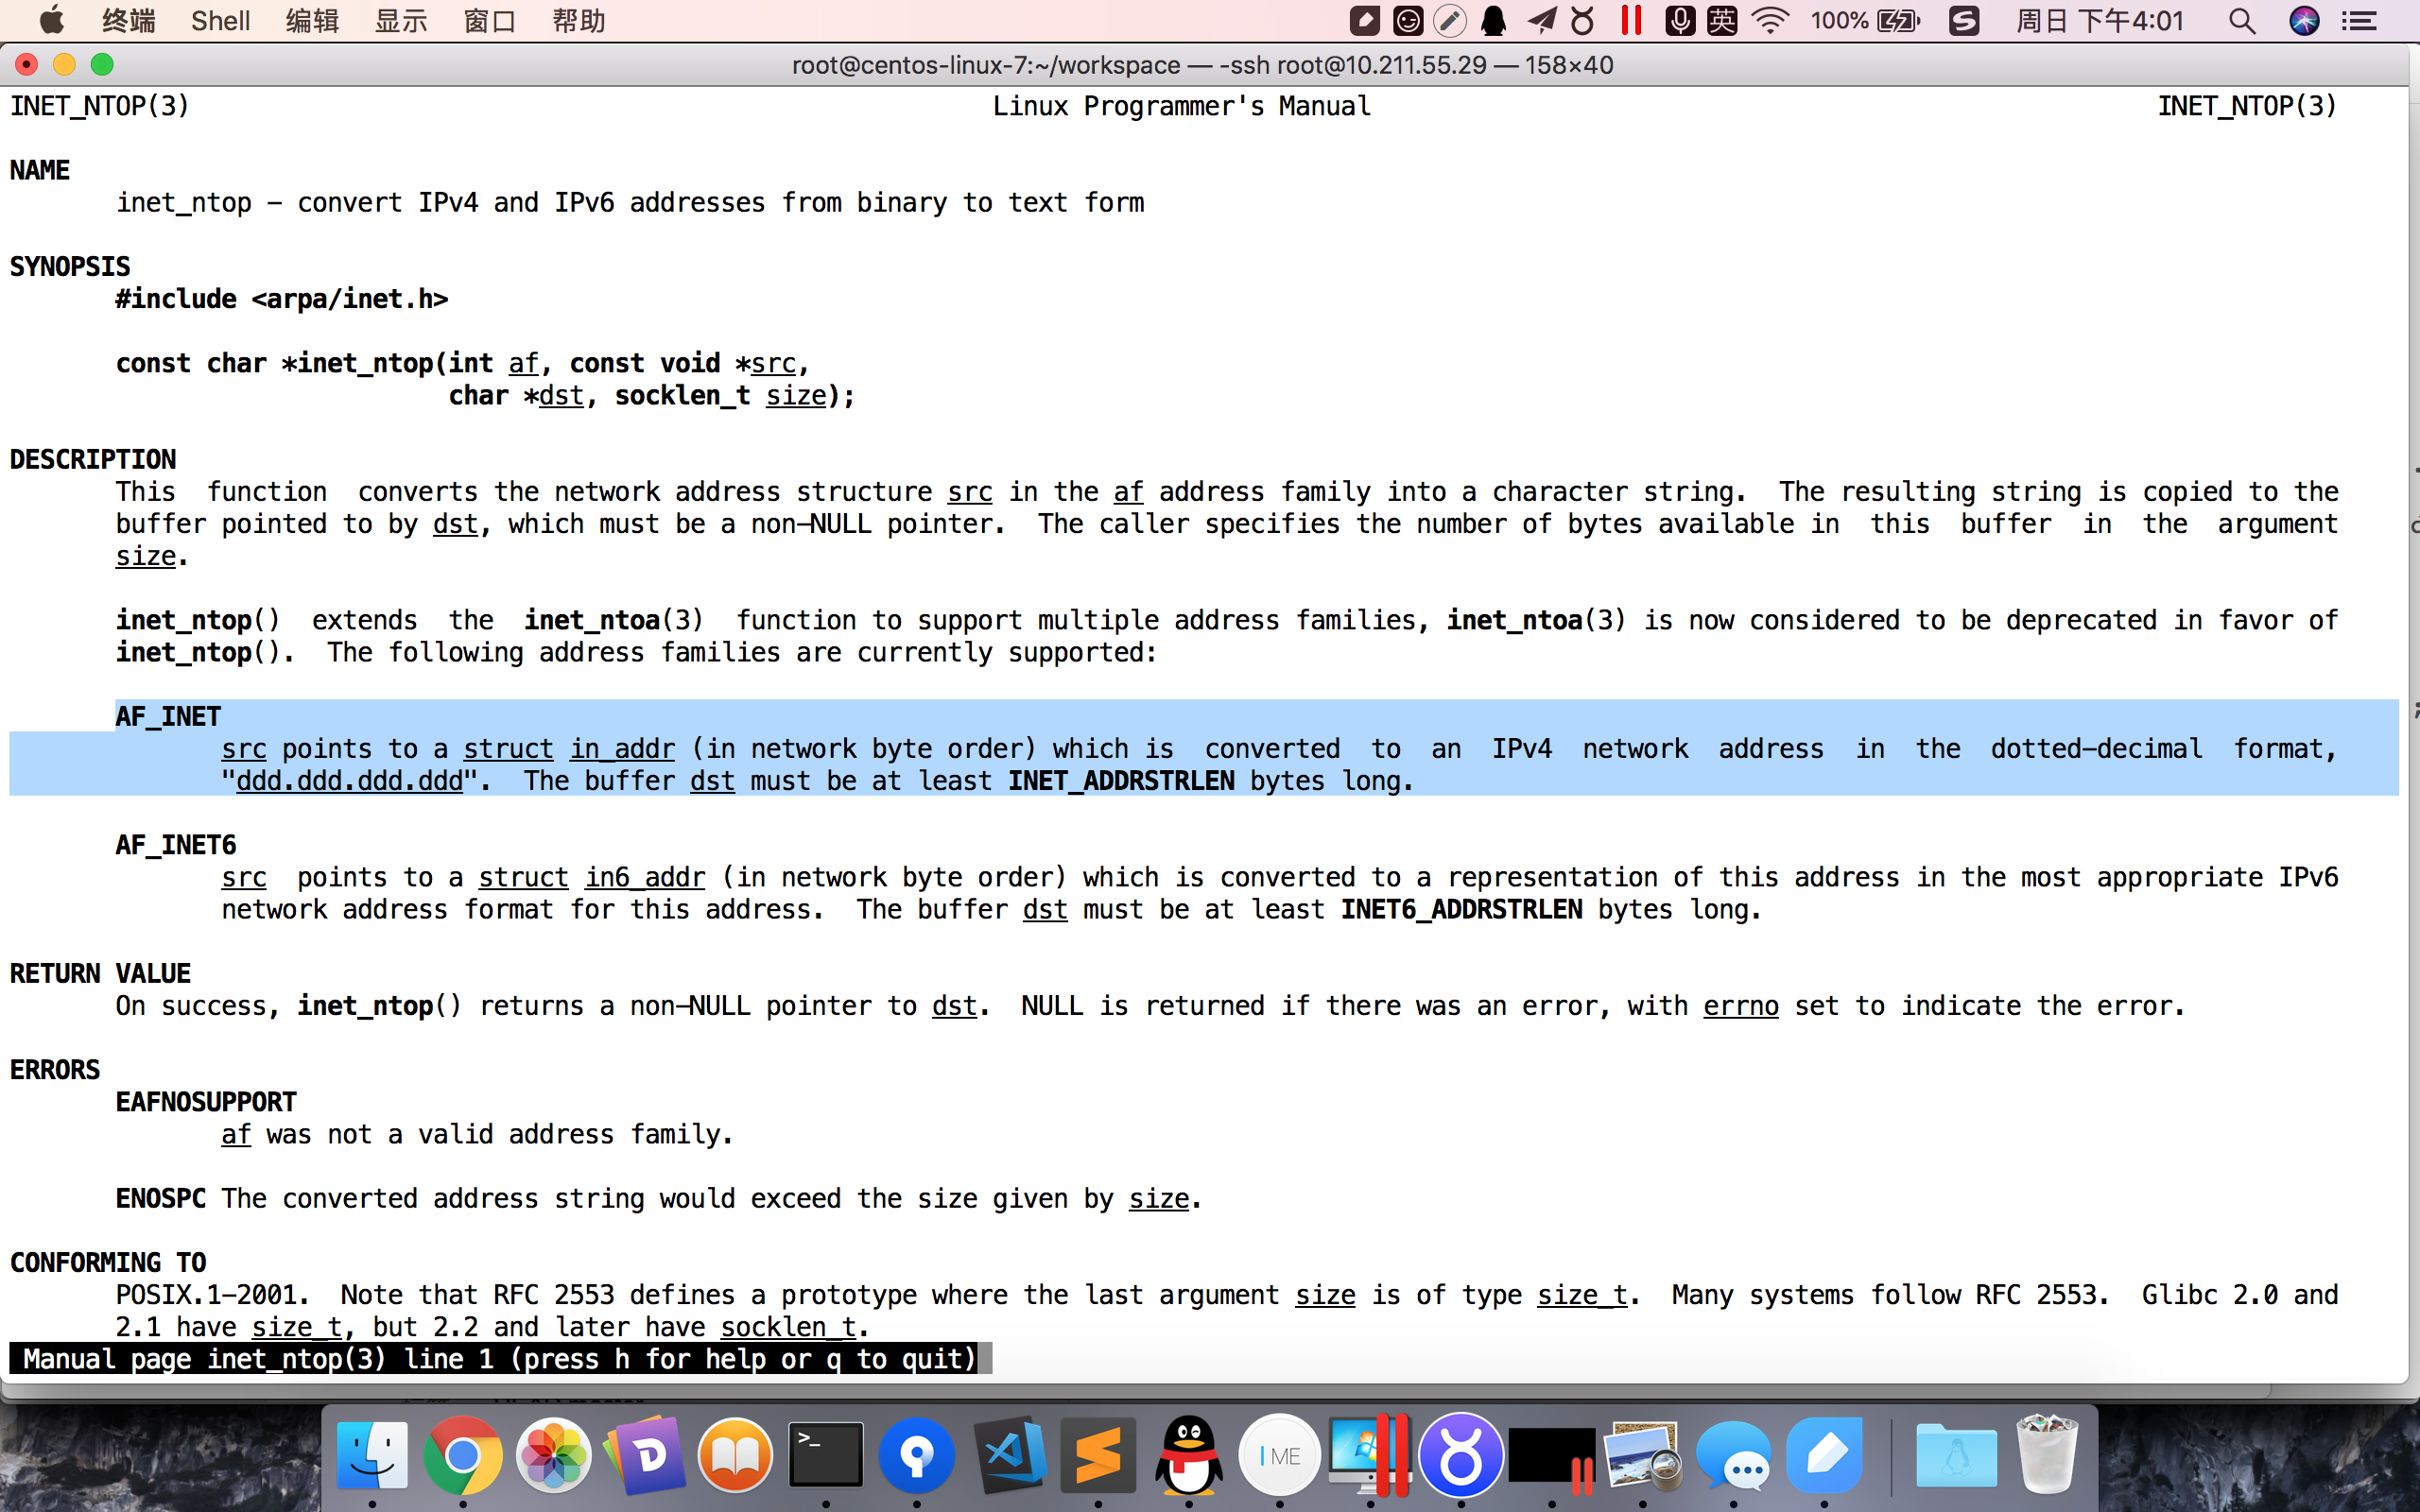 终端 Shell 编辑 显示 窗口 帮助 英 100% 周日 下午4:01
root@centos-linux-7:~/workspace — -ssh root@10.211.55.29 — 158×40
INET_NTOP(3) Linux Programmer's Manual INET_NTOP(3)
NAME
inet_ntop - convert IPv4 and IPv6 addresses from binary to text form
SYNOPSIS
#include <arpa/inet.h>
const char *inet_ntop(int af, const void *src,
char *dst, socklen_t size);
DESCRIPTION
This function converts the network address structure src in the af address family into a character string. The resulting string is copied to the
buffer pointed to by dst, which must be a non-NULL pointer. The caller specifies the number of bytes available in this buffer in the argument
size.
inet_ntop() extends the inet_ntoa(3) function to support multiple address families, inet_ntoa(3) is now considered to be deprecated in favor of
inet_ntop(). The following address families are currently supported:
AF_INET
src points to a struct in_addr (in network byte order) which is converted to an IPv4 network address in the dotted-decimal format,
"ddd.ddd.ddd.ddd". The buffer dst must be at least INET_ADDRSTRLEN bytes long.
AF_INET6
src points to a struct in6_addr (in network byte order) which is converted to a representation of this address in the most appropriate IPv6
network address format for this address. The buffer dst must be at least INET6_ADDRSTRLEN bytes long.
RETURN VALUE
On success, inet_ntop() returns a non-NULL pointer to dst. NULL is returned if there was an error, with errno set to indicate the error.
ERRORS
EAFNOSUPPORT
af was not a valid address family.
ENOSPC The converted address string would exceed the size given by size.
CONFORMING TO
POSIX.1-2001. Note that RFC 2553 defines a prototype where the last argument size is of type size_t. Many systems follow RFC 2553. Glibc 2.0 and
2.1 have size_t, but 2.2 and later have socklen_t.
Manual page inet_ntop(3) line 1 (press h for help or q to quit)
>_ D I ME